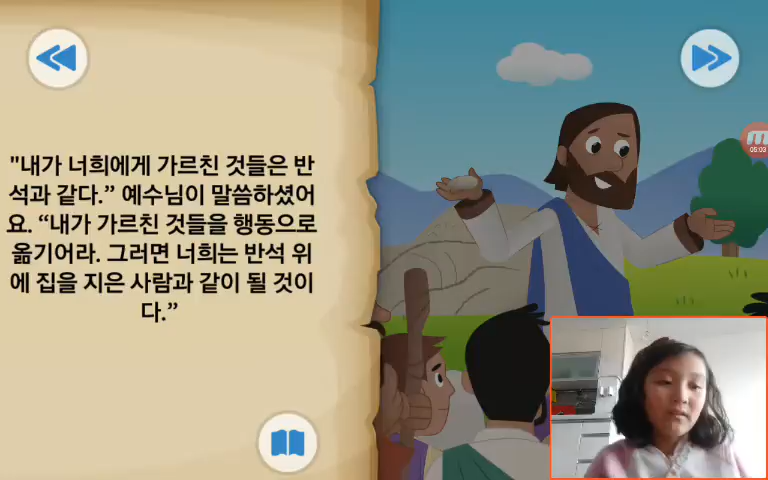 "내가 너희에게 가르친 것들은 반
석과 같다.” 예수님이 말씀하셨어
요. “내가 가르친 것들을 행동으로
옮기어라. 그러면 너희는 반석 위
에 집을 지은 사람과 같이 될 것이
다.”
05:03